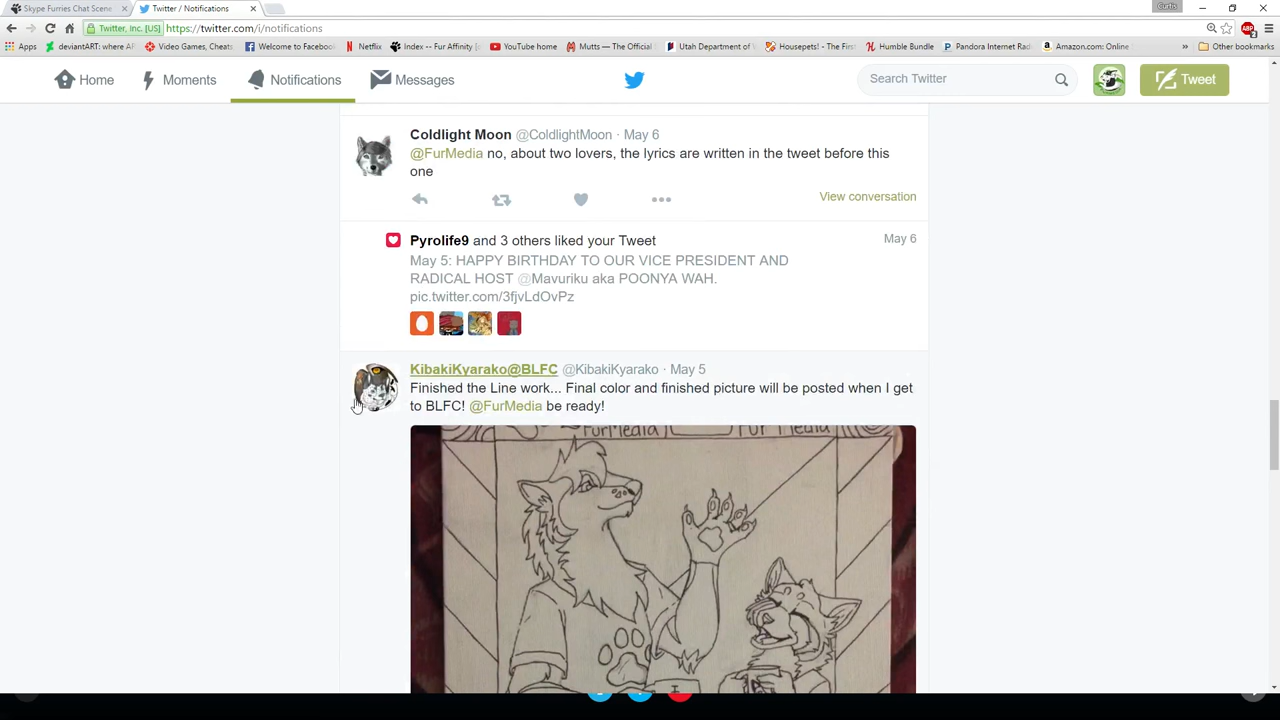 Skype Furries Chat Scene
Twitter / Notifications
Curtis
Twitter, Inc. [US]
https://twitter.com/i/notifications
Apps
deviantART: where AR
Video Games, Cheats
Welcome to Facebook
Netflix
Index -- Fur Affinity [
YouTube home
Mutts — The Official
Utah Department of
Housepets! - The First
Humble Bundle
Pandora Internet Rad
Amazon.com: Online
»
Other bookmarks
Home
Moments
Notifications
Messages
Search Twitter
Tweet
Coldlight Moon @ColdlightMoon · May 6
@FurMedia no, about two lovers, the lyrics are written in the tweet before this
one
View conversation
Pyrolife9 and 3 others liked your Tweet
May 6
May 5: HAPPY BIRTHDAY TO OUR VICE PRESIDENT AND
RADICAL HOST @Mavuriku aka POONYA WAH.
pic.twitter.com/3fjvLdOvPz
KibakiKyarako@BLFC @KibakiKyarako · May 5
Finished the Line work... Final color and finished picture will be posted when I get
to BLFC! @FurMedia be ready!
FurMedia
Fur Media